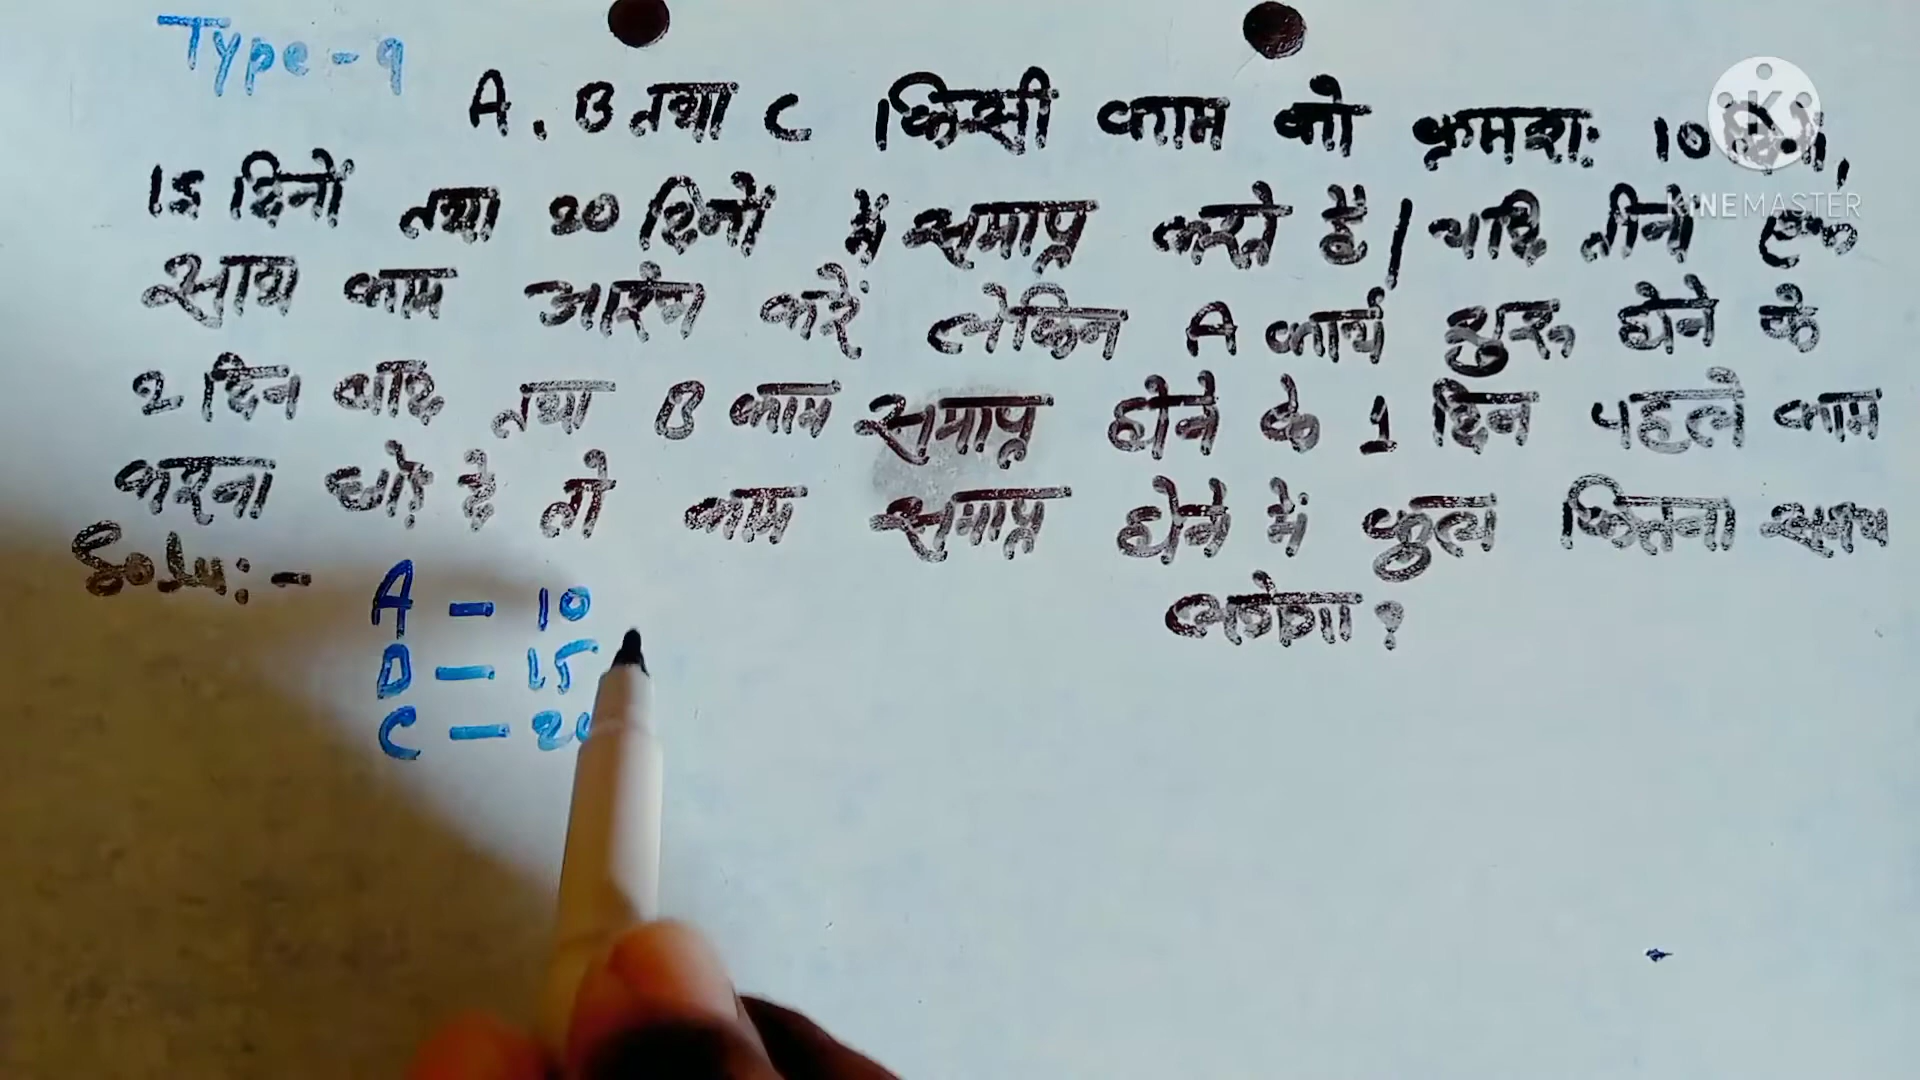 Type-9
A, B तथा C किसी काम को क्रमशः 10 दिनों,
15 दिनों तथा 20 दिनों में समाप्त करते हैं। यदि तीनों एक
साथ काम आरंभ करें लेकिन A कार्य शुरू होने के
2 दिन बाद तथा B काम समाप्त होने के 1 दिन पहले काम
करना छोड़ दे तो काम समाप्त होने में कुल कितना समय
लगेगा?
Solu:-
A - 10
B - 15
C - 20
KINEMASTER